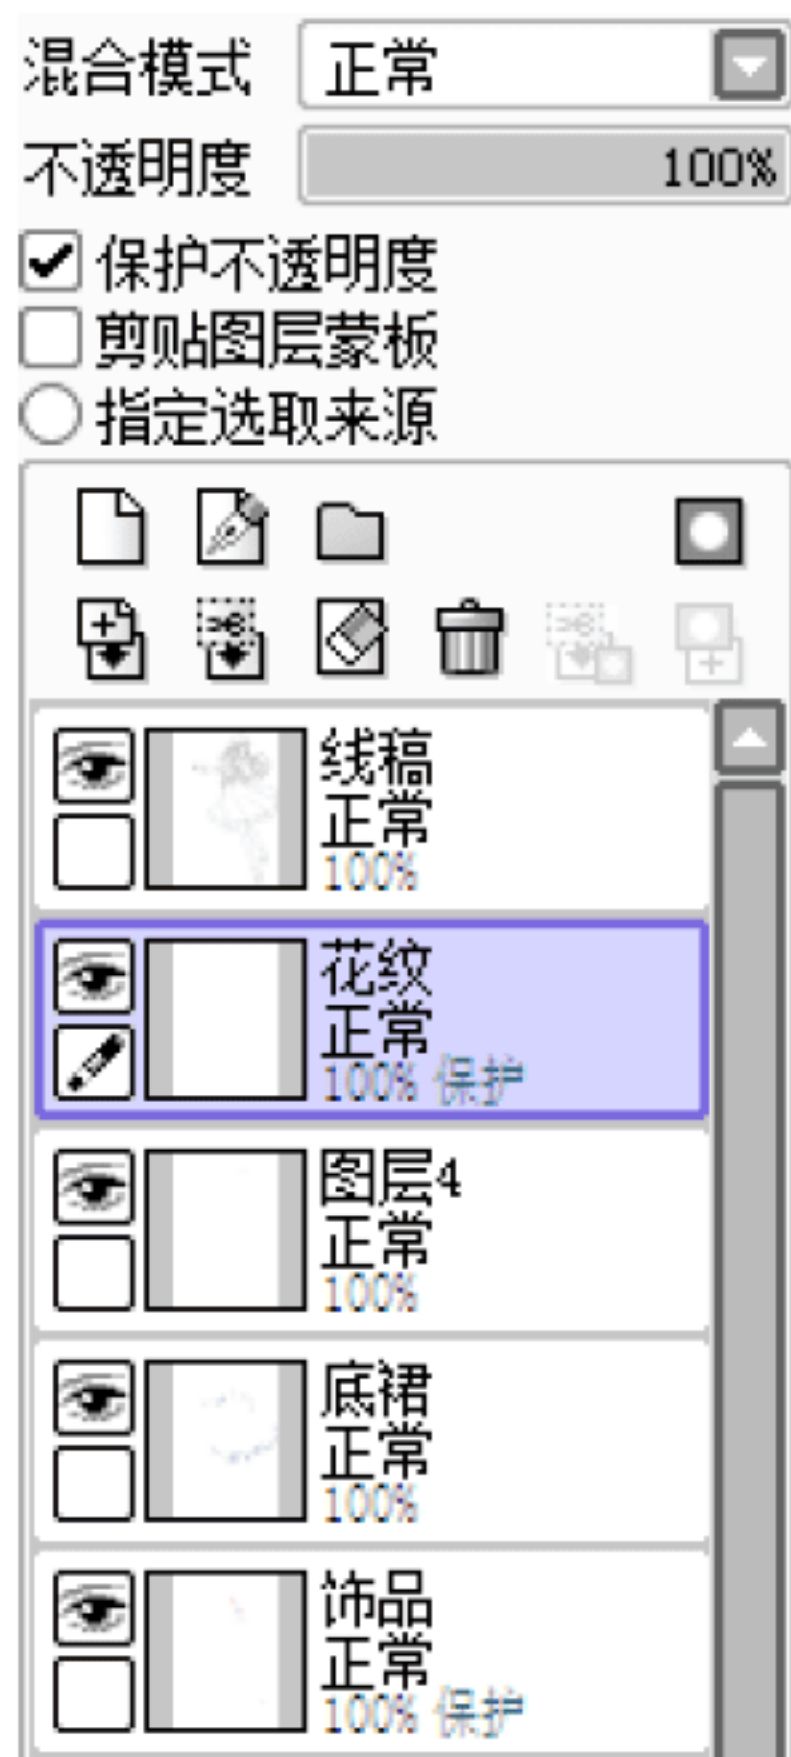 混合模式 正常
不透明度 100%
保护不透明度
剪贴图层蒙板
指定选取来源
线稿
正常
100%
花纹
正常
100% 保护
图层4
正常
100%
底裙
正常
100%
饰品
正常
100% 保护